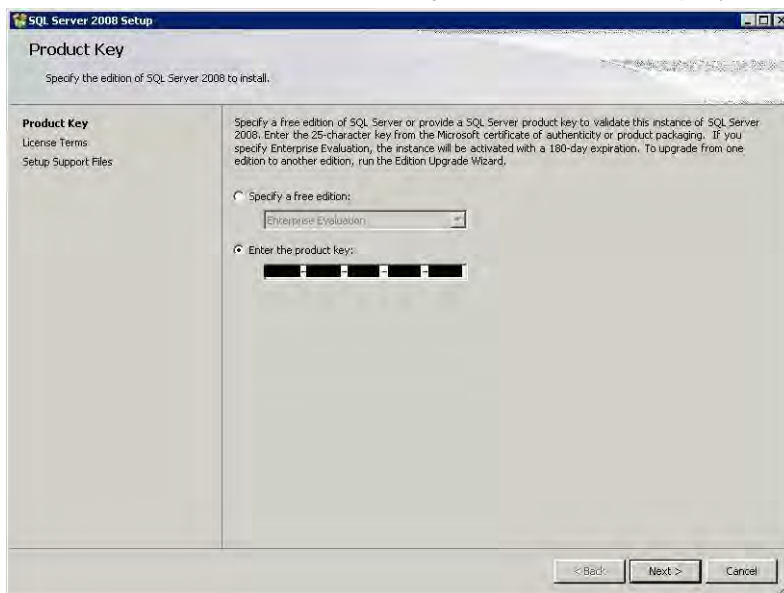 SQL Server 2008 Setup
Product Key
Specify the edition of SQL Server 2008 to install.
Product Key
License Terms
Setup Support Files
Specify a free edition of SQL Server or provide a SQL Server product key to validate this instance of SQL Server
2008. Enter the 25-character key from the Microsoft certificate of authenticity or product packaging. If you
specify Enterprise Evaluation, the instance will be activated with a 180-day expiration. To upgrade from one
edition to another edition, run the Edition Upgrade Wizard.
Specify a free edition:
Enterprise Evaluation
Enter the product key:
- - - -
< Back
Next >
Cancel